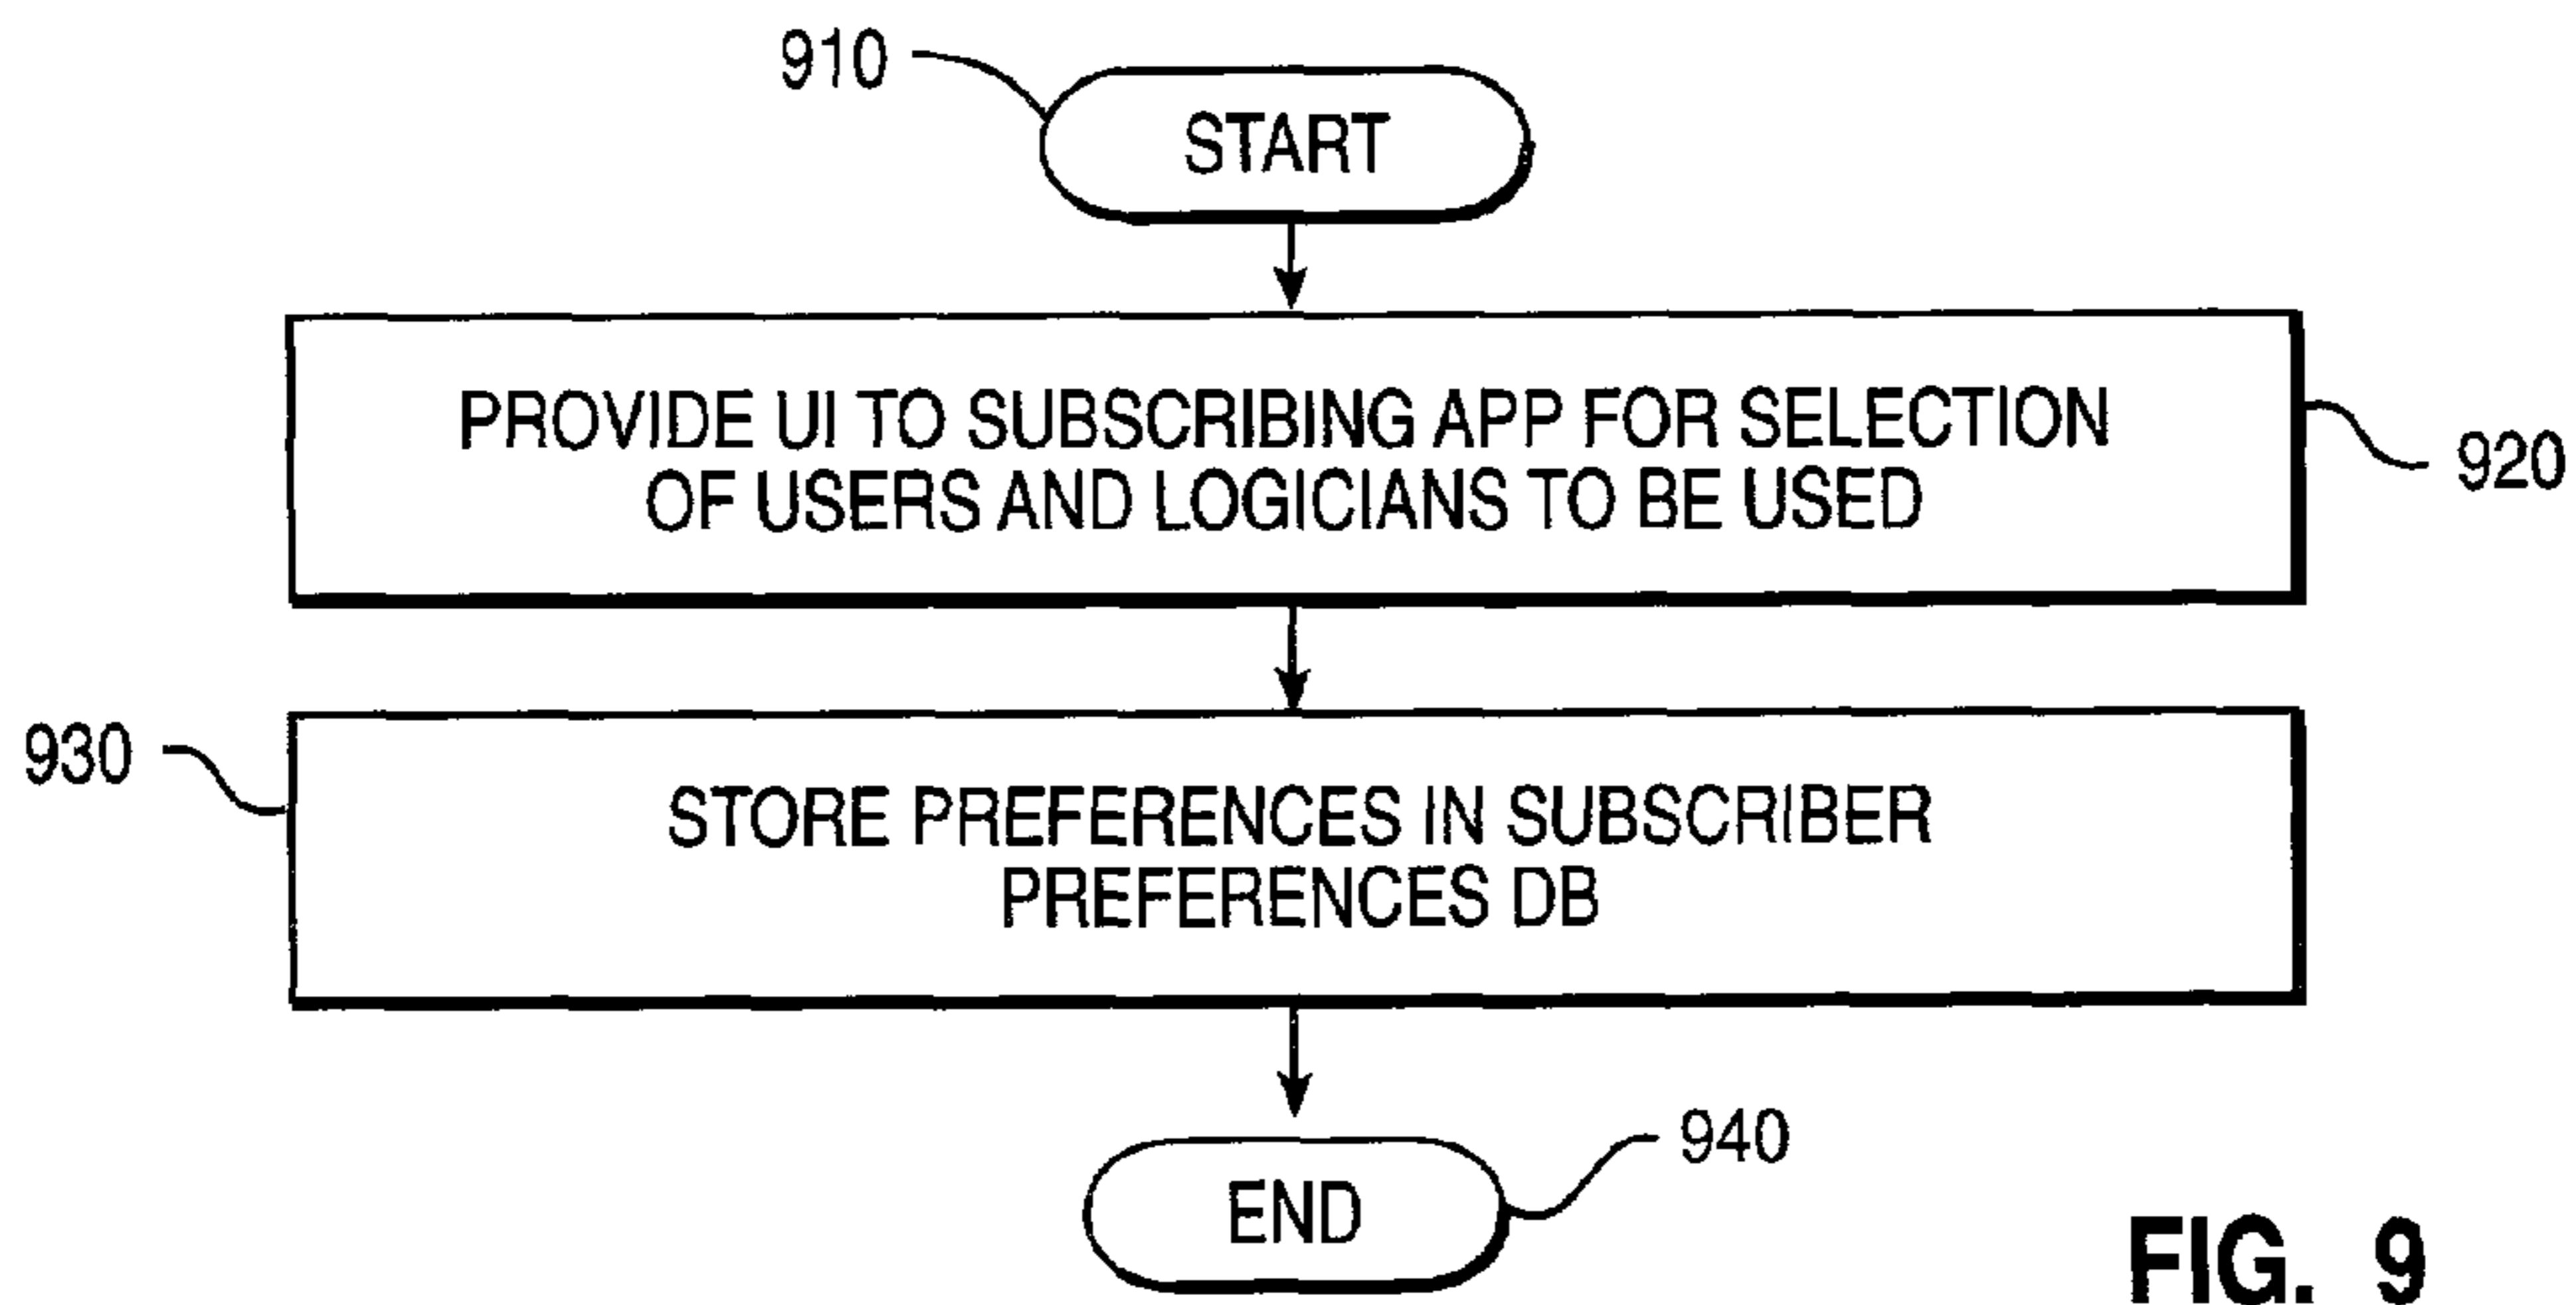 910
START
PROVIDE UI TO SUBSCRIBING APP FOR SELECTION
OF USERS AND LOGICIANS TO BE USED
920
930
STORE PREFERENCES IN SUBSCRIBER
PREFERENCES DB
940
END
FIG. 9